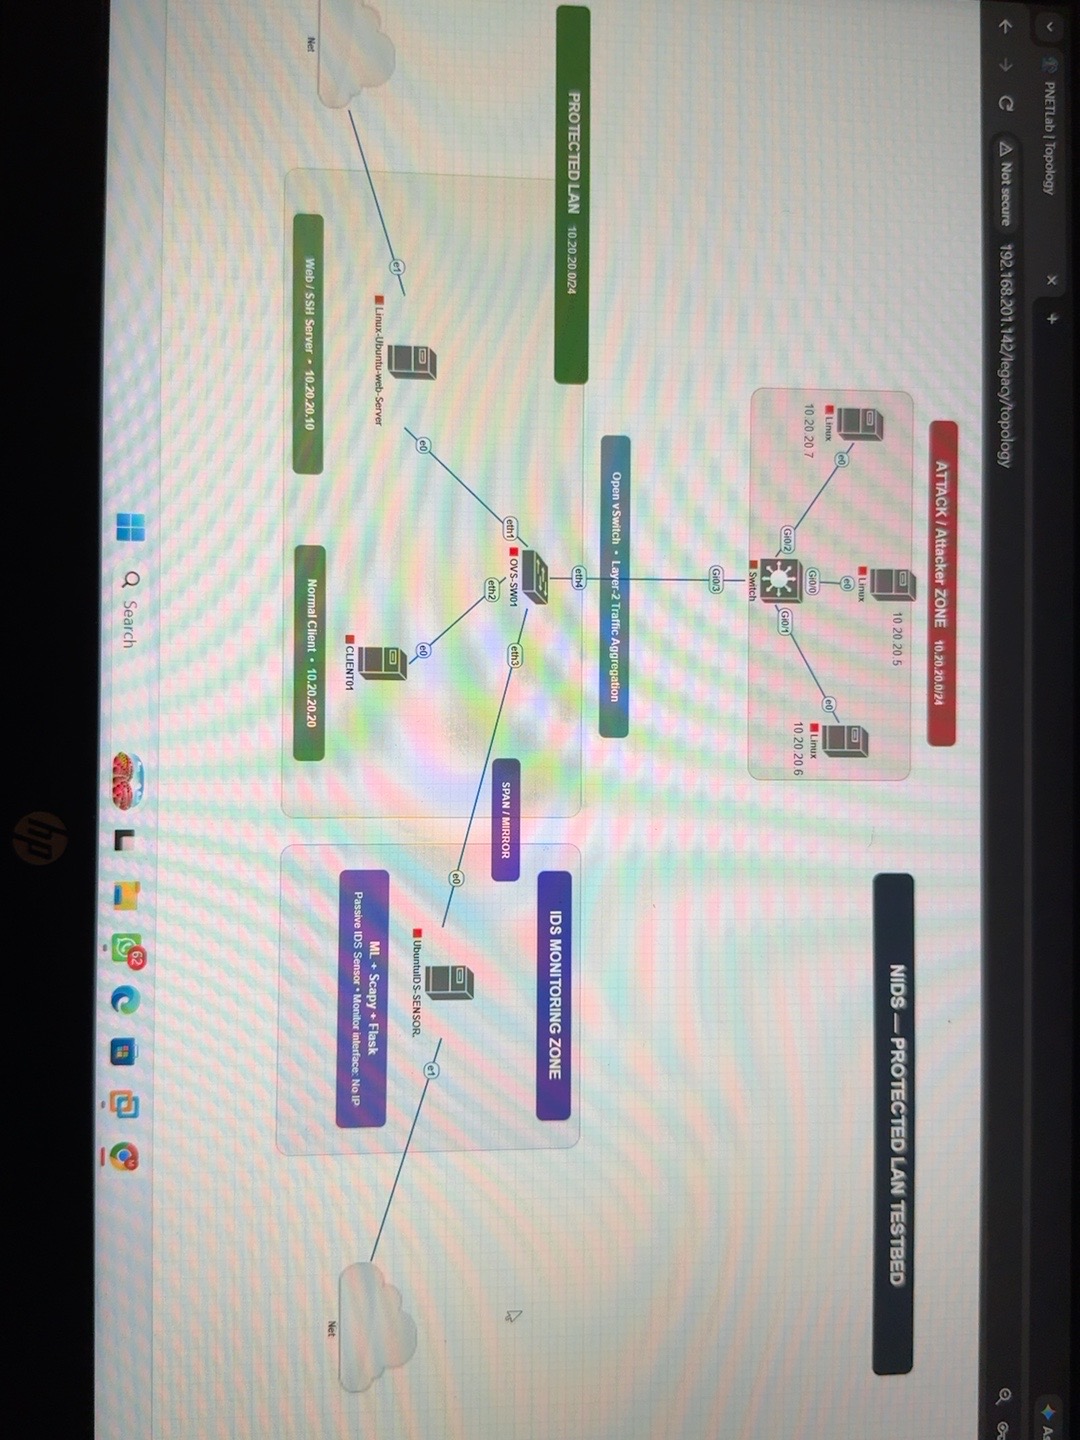 PNETLab | Topology
Not secure 192.168.201.142/legacy/topology
ATTACK / Attacker ZONE 10.20.20.0/24
NIDS — PROTECTED LAN TESTBED
10.20.20.5
Linux
e0
Linux
10.20.20.7
e0
Linux
10.20.20.6
e0
Gi0/2
Gi0/0
Gi0/1
Switch
Gi0/3
Open vSwitch • Layer-2 Traffic Aggregation
PROTECTED LAN 10.20.20.0/24
eth4
OVS-SW01
eth1
eth2
eth3
SPAN / MIRROR
IDS MONITORING ZONE
Net
e1
Linux-Ubuntu-web-Server
e0
e0
CLIENT01
e0
UbuntuIDS-SENSOR.
e1
ML + Scapy + Flask
Passive IDS Sensor • Monitor interface: No IP
Web / SSH Server • 10.20.20.10
Normal Client • 10.20.20.20
Net
Search
62
hp